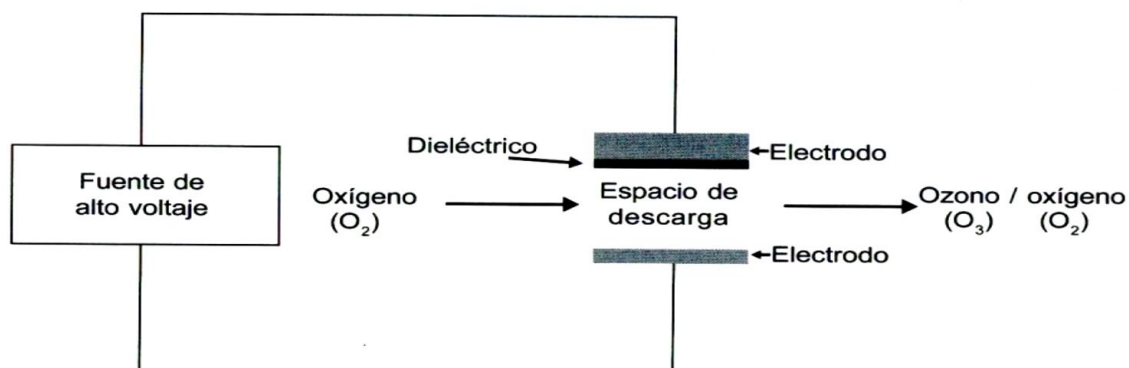 Dieléctrico
Electrodo
Fuente de
alto voltaje
Oxígeno
(O₂)
Espacio de
descarga
Ozono / oxígeno
(O₃) (O₂)
Electrodo